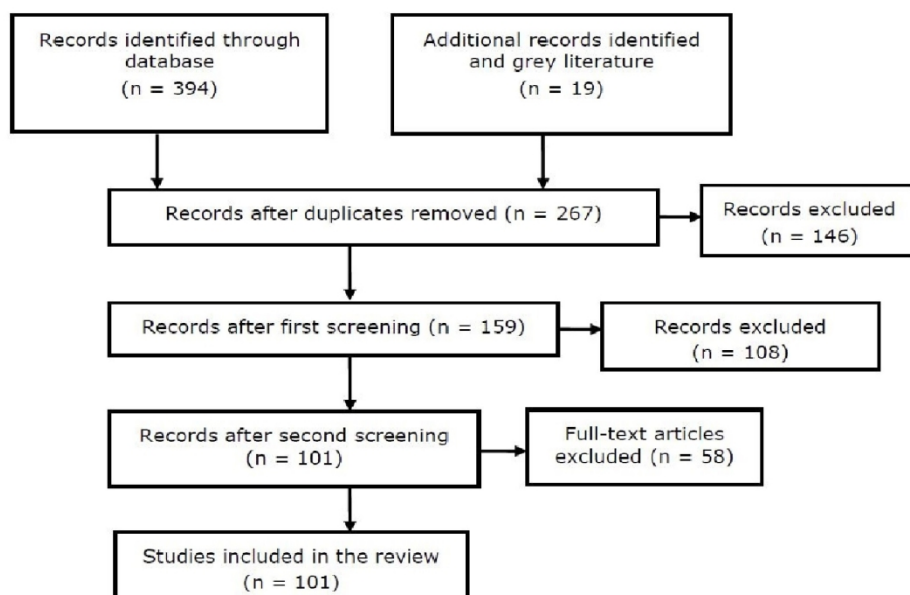 Records identified through
database
(n = 394)
Additional records identified
and grey literature
(n = 19)
Records after duplicates removed (n = 267)
Records excluded
(n = 146)
Records after first screening (n = 159)
Records excluded
(n = 108)
Records after second screening
(n = 101)
Full-text articles
excluded (n = 58)
Studies included in the review
(n = 101)